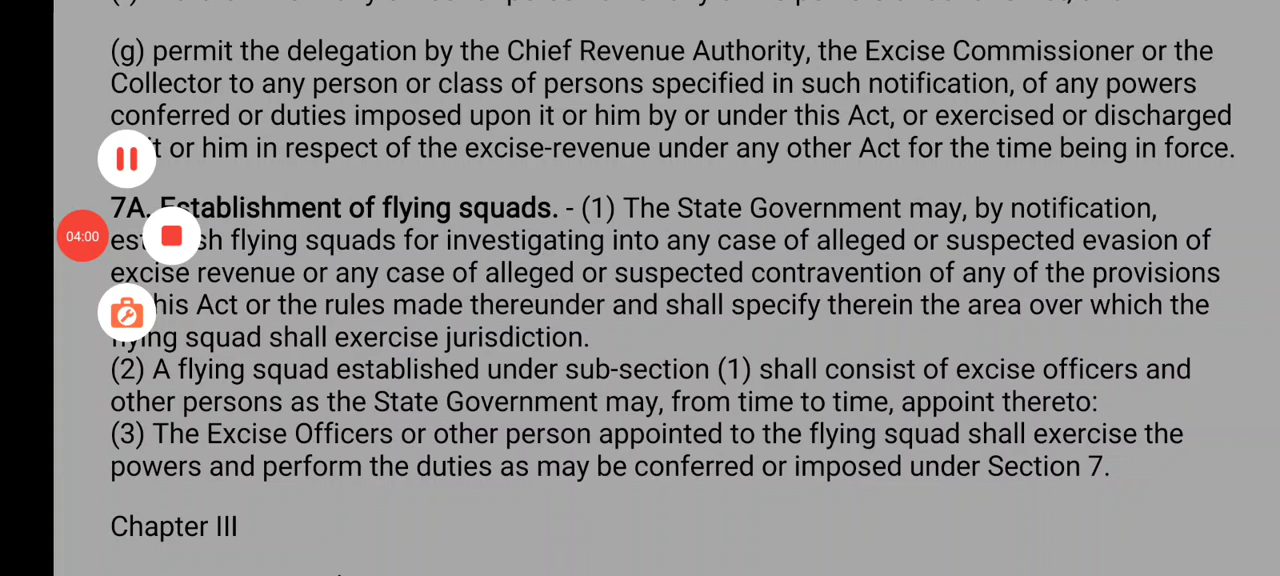 (g) permit the delegation by the Chief Revenue Authority, the Excise Commissioner or the
Collector to any person or class of persons specified in such notification, of any powers
conferred or duties imposed upon it or him by or under this Act, or exercised or discharged
it or him in respect of the excise-revenue under any other Act for the time being in force.
7A. Establishment of flying squads. - (1) The State Government may, by notification,
04:00
establish flying squads for investigating into any case of alleged or suspected evasion of
excise revenue or any case of alleged or suspected contravention of any of the provisions
this Act or the rules made thereunder and shall specify therein the area over which the
flying squad shall exercise jurisdiction.
(2) A flying squad established under sub-section (1) shall consist of excise officers and
other persons as the State Government may, from time to time, appoint thereto:
(3) The Excise Officers or other person appointed to the flying squad shall exercise the
powers and perform the duties as may be conferred or imposed under Section 7.
Chapter III